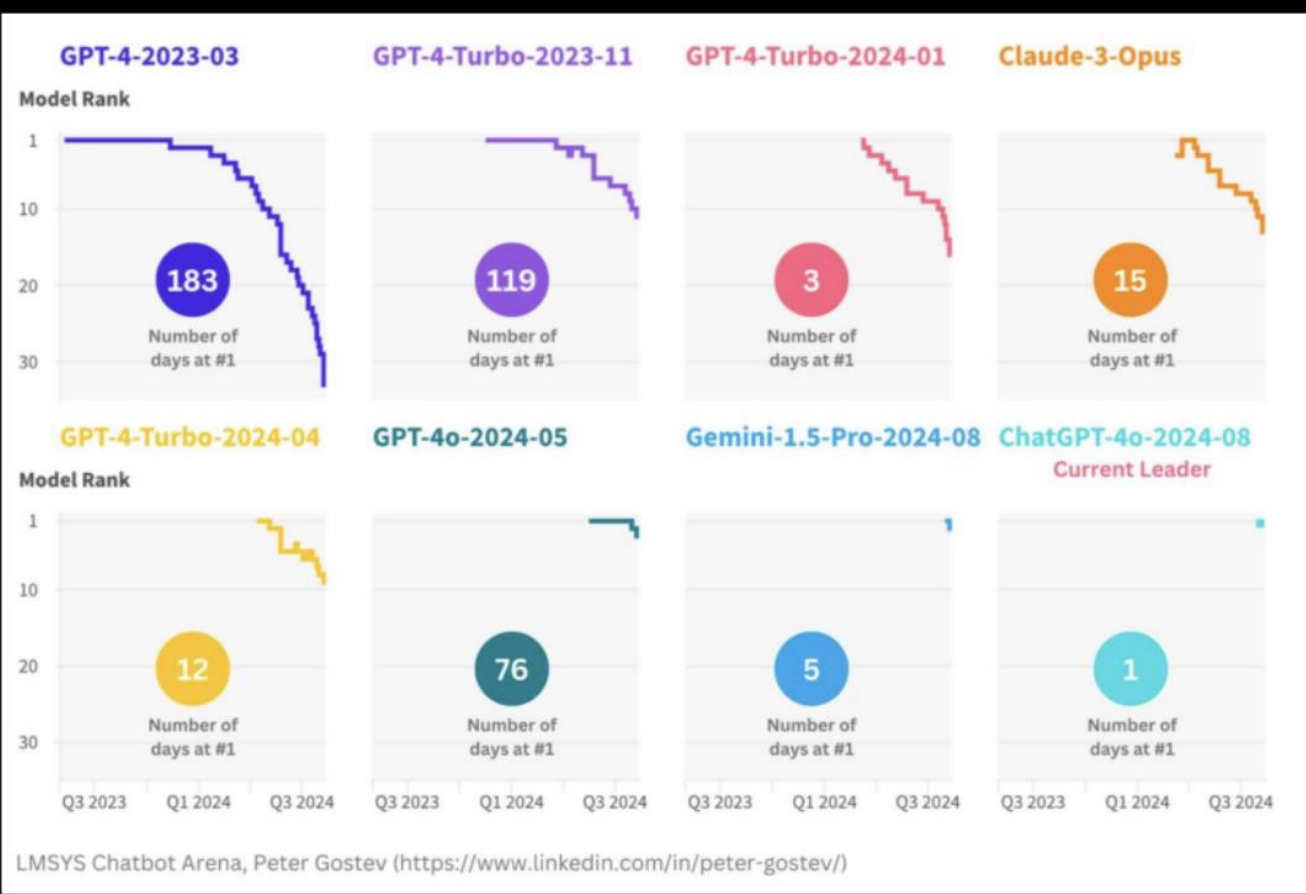 GPT-4-2023-03
GPT-4-Turbo-2023-11
GPT-4-Turbo-2024-01
Claude-3-Opus
Model Rank
1
10
20
30
183
Number of
days at #1
119
Number of
days at #1
3
Number of
days at #1
15
Number of
days at #1
GPT-4-Turbo-2024-04
GPT-4o-2024-05
Gemini-1.5-Pro-2024-08
ChatGPT-4o-2024-08
Current Leader
Model Rank
1
10
20
30
12
Number of
days at #1
76
Number of
days at #1
5
Number of
days at #1
1
Number of
days at #1
Q3 2023 Q1 2024 Q3 2024
Q3 2023 Q1 2024 Q3 2024
Q3 2023 Q1 2024 Q3 2024
Q3 2023 Q1 2024 Q3 2024
LMSYS Chatbot Arena, Peter Gostev (https://www.linkedin.com/in/peter-gostev/)